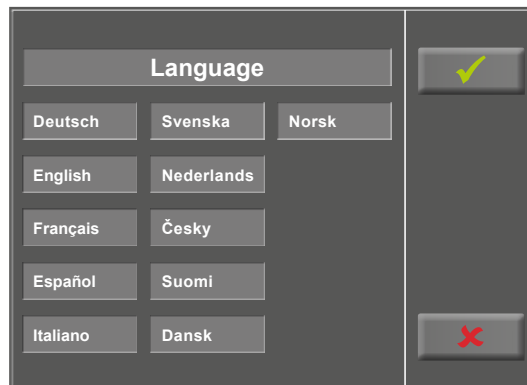 Language
Deutsch Svenska Norsk
English Nederlands
Français Česky
Español Suomi
Italiano Dansk